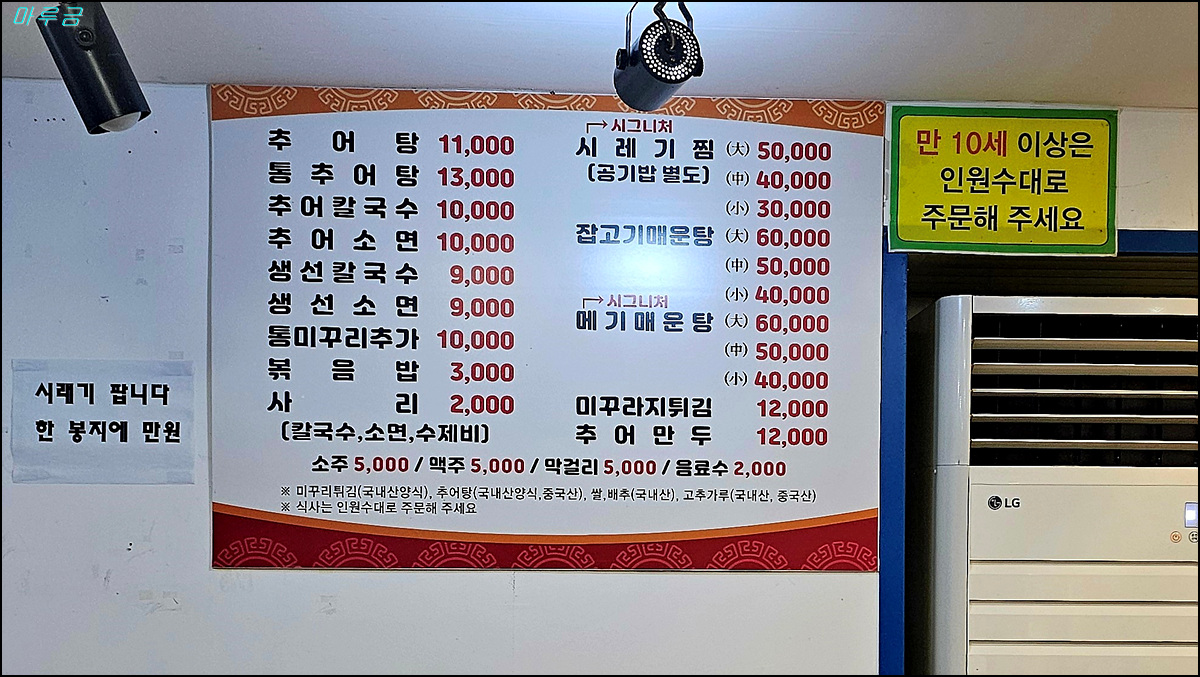 마루궁
추어탕 11,000
통추어탕 13,000
추어칼국수 10,000
추어소면 10,000
생선칼국수 9,000
생선소면 9,000
통미꾸리추가 10,000
볶음밥 3,000
사리 2,000
(칼국수,소면,수제비)
시그니처
시레기찜 (大) 50,000
(공기밥 별도) (中) 40,000
(小) 30,000
잡고기매운탕 (大) 60,000
(中) 50,000
(小) 40,000
시그니처
메기매운탕 (大) 60,000
(中) 50,000
(小) 40,000
미꾸라지튀김 12,000
추어만두 12,000
소주 5,000 / 맥주 5,000 / 막걸리 5,000 / 음료수 2,000
※ 미꾸리튀김(국내산양식), 추어탕(국내산양식,중국산), 쌀,배추(국내산), 고추가루(국내산, 중국산)
※ 식사는 인원수대로 주문해 주세요
만 10세 이상은
인원수대로
주문해 주세요
시래기 팝니다
한 봉지에 만원
LG